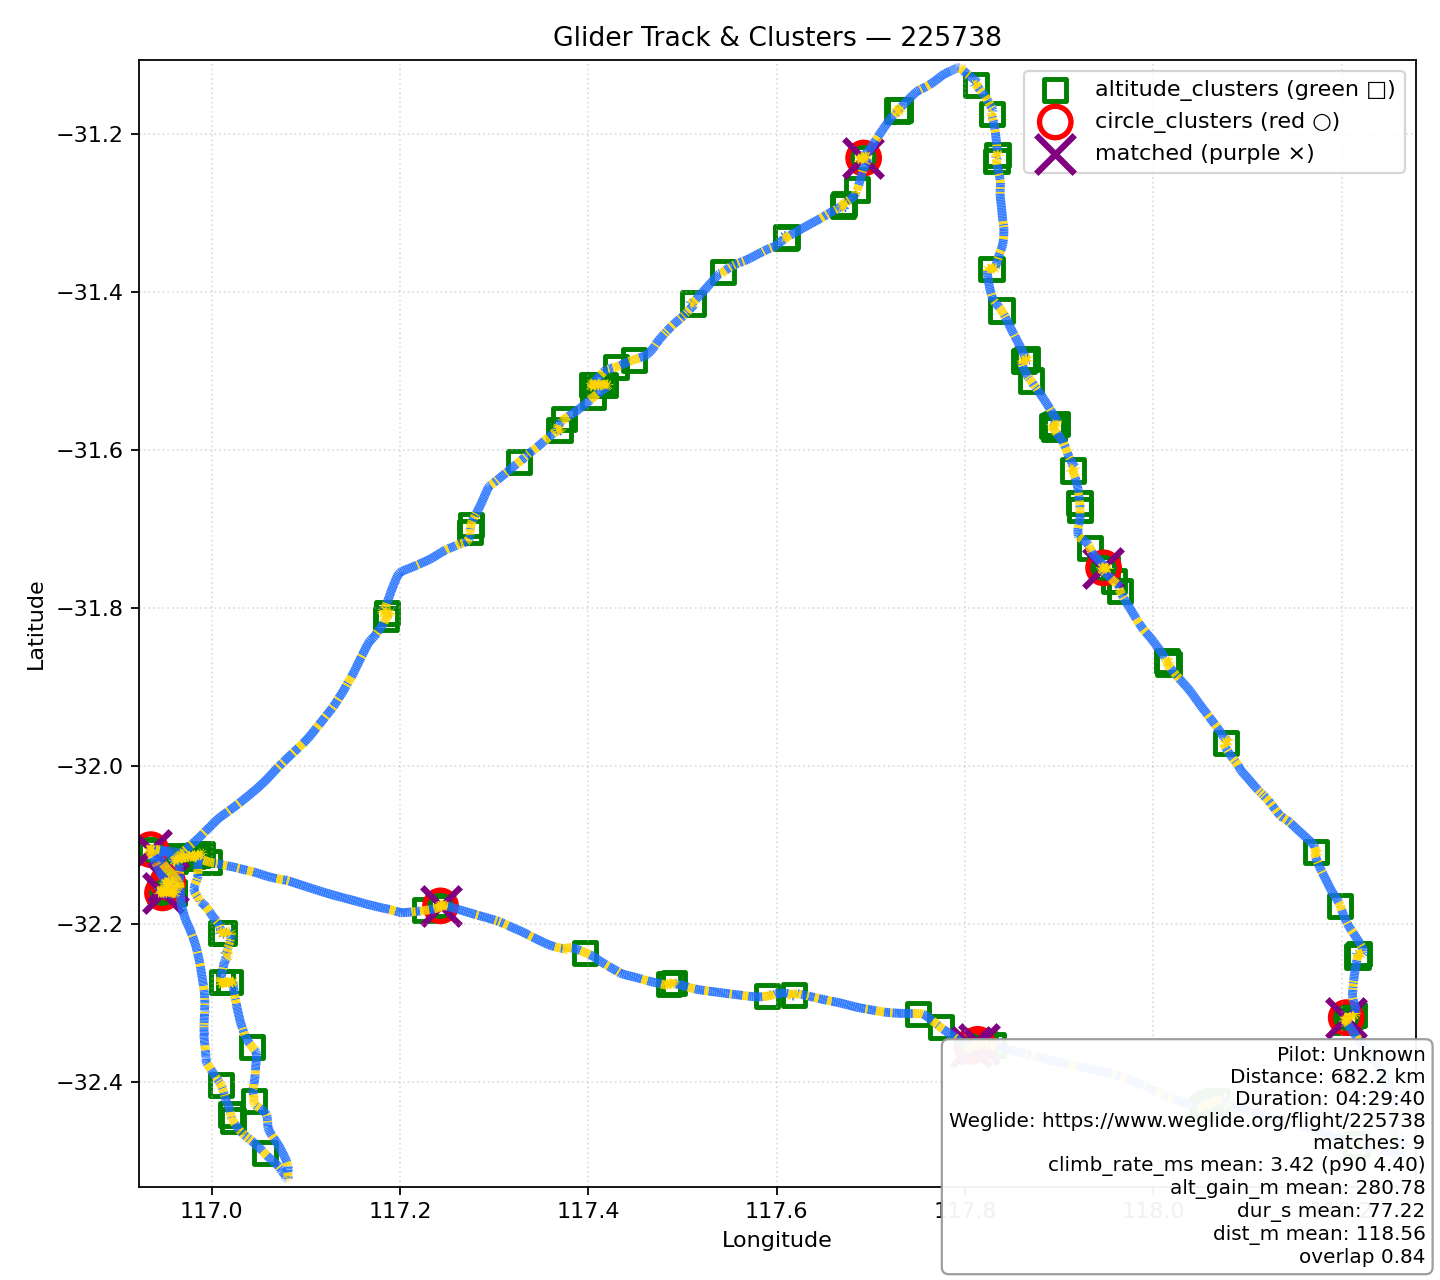 Glider Track & Clusters — 225738
altitude_clusters (green □)
circle_clusters (red ○)
matched (purple ×)
Latitude
−31.2
−31.4
−31.6
−31.8
−32.0
−32.2
−32.4
117.0
117.2
117.4
117.6
117.8
118.0
Longitude
Pilot: Unknown
Distance: 682.2 km
Duration: 04:29:40
Weglide: https://www.weglide.org/flight/225738
matches: 9
climb_rate_ms mean: 3.42 (p90 4.40)
alt_gain_m mean: 280.78
dur_s mean: 77.22
dist_m mean: 118.56
overlap 0.84